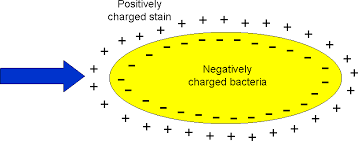 Positively
charged stain
Negatively
charged bacteria